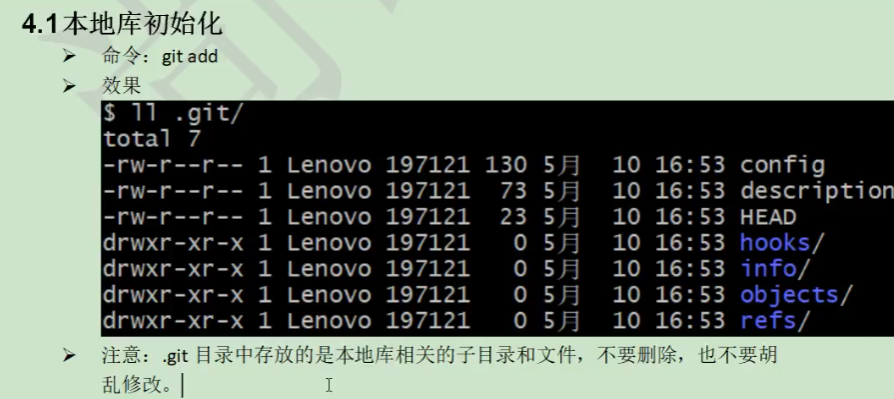 4.1本地库初始化
➢ 命令：git add
➢ 效果
$ ll .git/
total 7
-rw-r--r-- 1 Lenovo 197121 130 5月  10 16:53 config
-rw-r--r-- 1 Lenovo 197121  73 5月  10 16:53 description
-rw-r--r-- 1 Lenovo 197121  23 5月  10 16:53 HEAD
drwxr-xr-x 1 Lenovo 197121   0 5月  10 16:53 hooks/
drwxr-xr-x 1 Lenovo 197121   0 5月  10 16:53 info/
drwxr-xr-x 1 Lenovo 197121   0 5月  10 16:53 objects/
drwxr-xr-x 1 Lenovo 197121   0 5月  10 16:53 refs/
➢ 注意：.git 目录中存放的是本地库相关的子目录和文件，不要删除，也不要胡
乱修改。